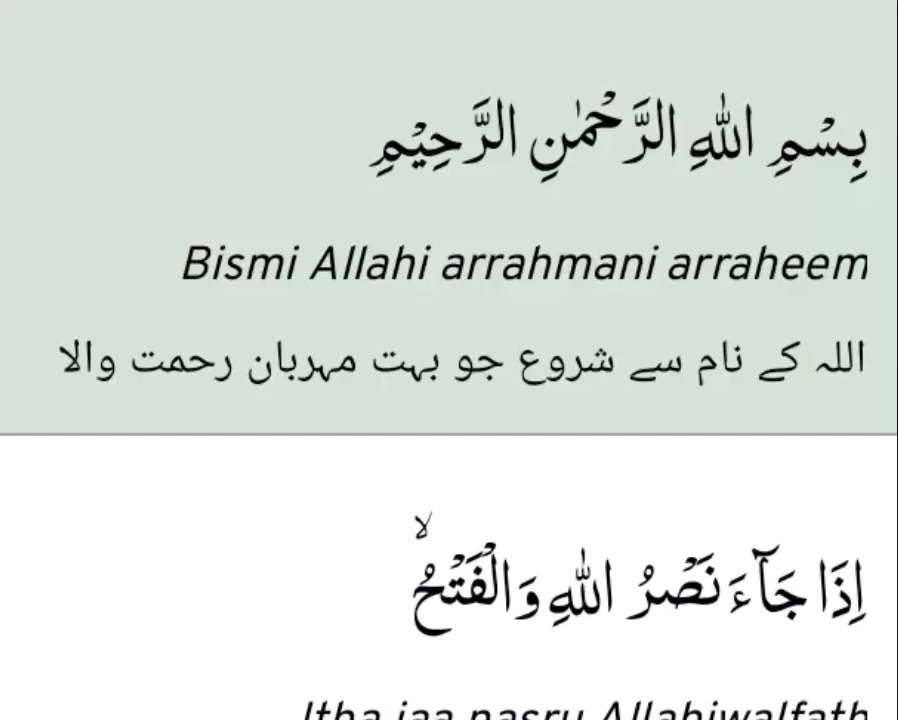 بِسْمِ اللّٰهِ الرَّحْمٰنِ الرَّحِيْمِ
Bismi Allahi arrahmani arraheem
اللہ کے نام سے شروع جو بہت مہربان رحمت والا
اِذَا جَآءَ نَصْرُ اللّٰهِ وَالْفَتْحُۙ
Itha jaa nasru Allahiwalfath